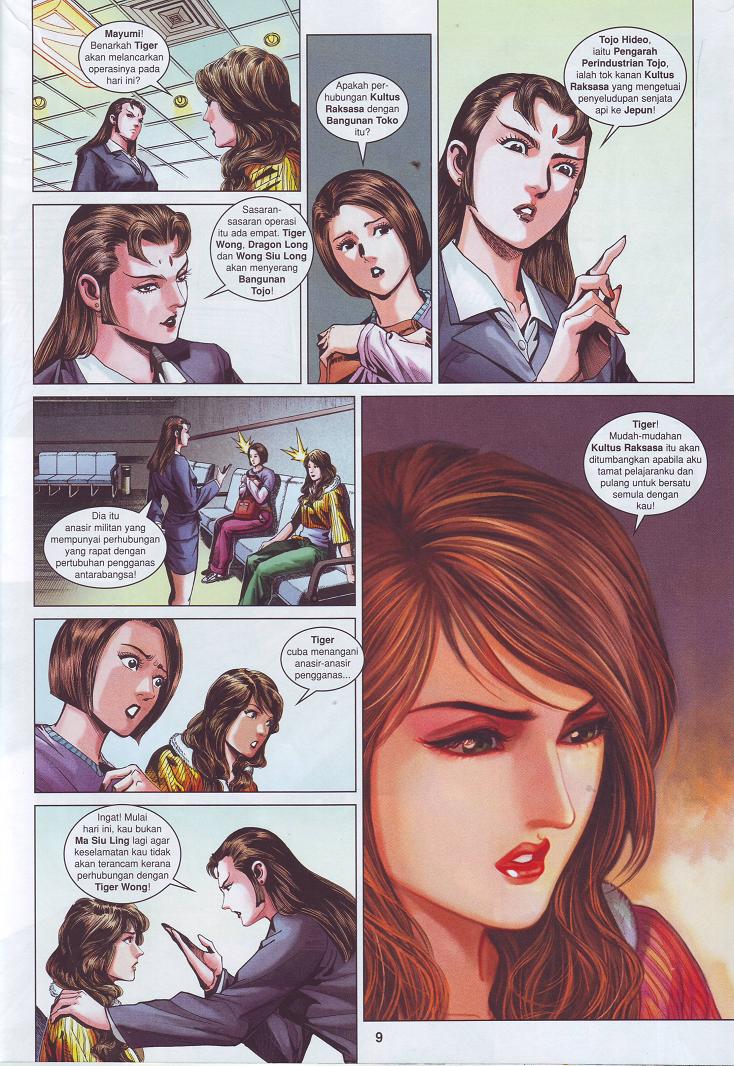 Mayumi!
Benarkah Tiger
akan melancarkan
operasinya pada
hari ini?
Sasaran-
sasaran operasi
itu ada empat. Tiger
Wong, Dragon Long
dan Wong Siu Long
akan menyerang
Bangunan
Tojo!
Apakah per-
hubungan Kultus
Raksasa dengan
Bangunan Toko
itu?
Tojo Hideo,
iaitu Pengarah
Perindustrian Tojo,
ialah tok kanan Kultus
Raksasa yang mengetuai
penyeludupan senjata
api ke Jepun!
Dia itu
anasir militan yang
mempunyai perhubungan
yang rapat dengan
pertubuhan pengganas
antarabangsa!
Tiger
cuba menangani
anasir-anasir
pengganas...
Ingat! Mulai
hari ini, kau bukan
Ma Siu Ling lagi agar
keselamatan kau tidak
akan terancam kerana
perhubungan dengan
Tiger Wong!
Tiger!
Mudah-mudahan
Kultus Raksasa itu akan
ditumbangkan apabila aku
tamat pelajaranku dan
pulang untuk bersatu
semula dengan
kau!
9